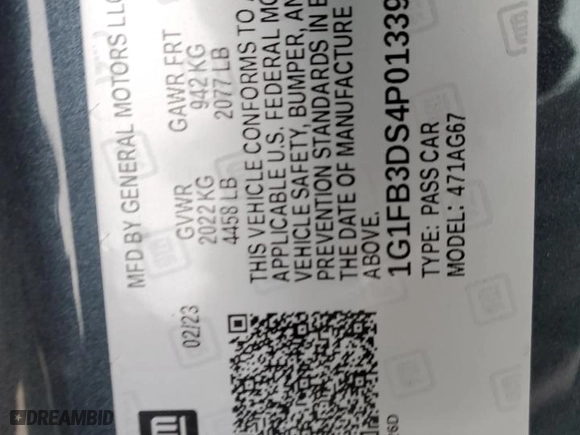 MFD BY GENERAL MOTORS LLC
02/23
GVWR
2022 KG
4458 LB
GAWR FRT
942 KG
2077 LB
THIS VEHICLE CONFORMS TO
APPLICABLE U.S. FEDERAL MO
VEHICLE SAFETY, BUMPER, AN
PREVENTION STANDARDS IN E
THE DATE OF MANUFACTURE
ABOVE.
1G1FB3DS4P01339
TYPE: PASS CAR
MODEL: 471AG67
gm
06D
DREAMBID